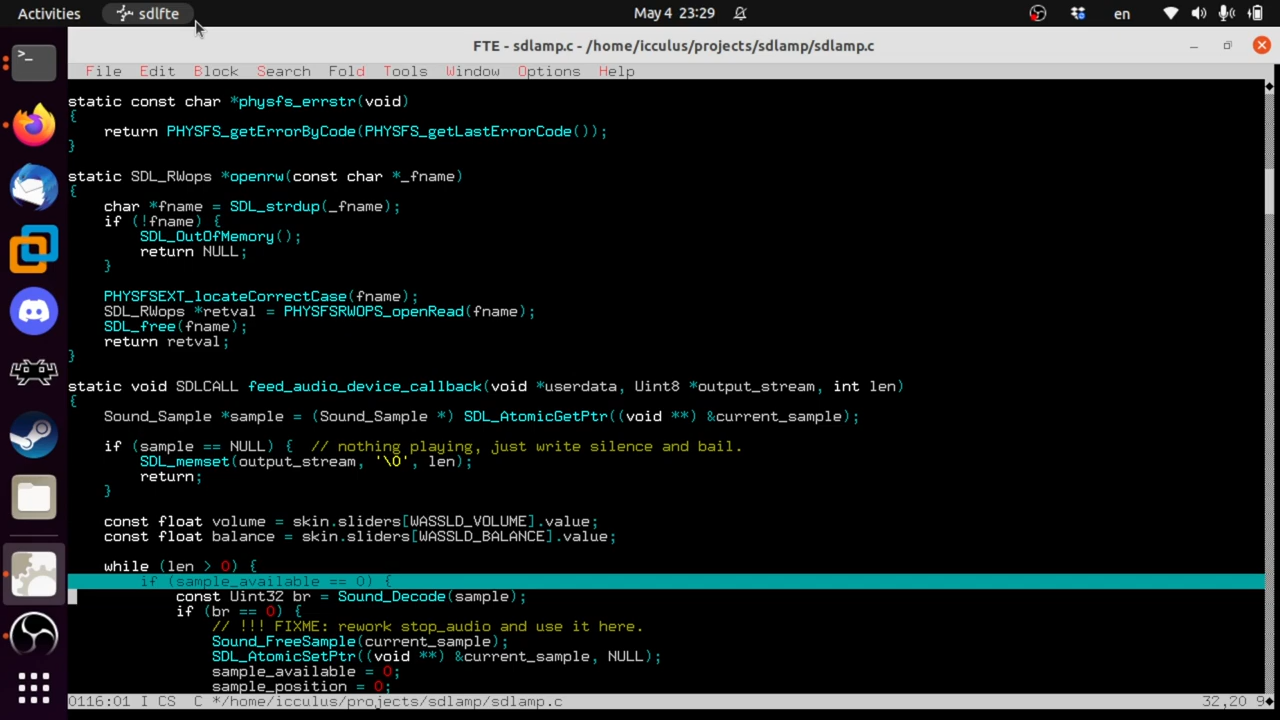 Activities sdlfte May 4 23:29 en
FTE - sdlamp.c - /home/icculus/projects/sdlamp/sdlamp.c
File Edit Block Search Fold Tools Window Options Help
static const char *physfs_errstr(void)
{
    return PHYSFS_getErrorByCode(PHYSFS_getLastErrorCode());
}
static SDL_RWops *openrw(const char *_fname)
{
    char *fname = SDL_strdup(_fname);
    if (!fname) {
        SDL_OutOfMemory();
        return NULL;
    }
    PHYSFSEXT_locateCorrectCase(fname);
    SDL_RWops *retval = PHYSFSRWOPS_openRead(fname);
    SDL_free(fname);
    return retval;
}
static void SDLCALL feed_audio_device_callback(void *userdata, Uint8 *output_stream, int len)
{
    Sound_Sample *sample = (Sound_Sample *) SDL_AtomicGetPtr((void **) &current_sample);
    if (sample == NULL) {  // nothing playing, just write silence and bail.
        SDL_memset(output_stream, '\0', len);
        return;
    }
    const float volume = skin.sliders[WASSLD_VOLUME].value;
    const float balance = skin.sliders[WASSLD_BALANCE].value;
    while (len > 0) {
        if (sample_available == 0) {
            const Uint32 br = Sound_Decode(sample);
            if (br == 0) {
                // !!! FIXME: rework stop_audio and use it here.
                Sound_FreeSample(current_sample);
                SDL_AtomicSetPtr((void **) &current_sample, NULL);
                sample_available = 0;
                sample_position = 0;
0116:01 I CS  C */home/icculus/projects/sdlamp/sdlamp.c 32,20 9